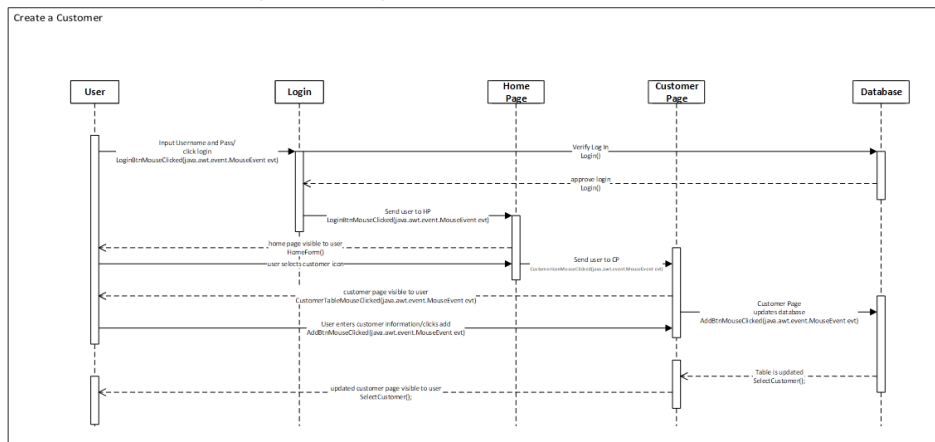 Create a Customer
User
Login
Home
Page
Customer
Page
Database
Input Username and Pass/
click login
LoginBtnMouseClicked(java.awt.event.MouseEvent evt)
Verify Log In
Login()
approve login
Login()
Send user to HP
LoginBtnMouseClicked(java.awt.event.MouseEvent evt)
home page visible to user
HomeForm()
user selects customer icon
Send user to CP
customer page visible to user
CustomerTableMouseClicked(java.awt.event.MouseEvent evt)
Customer Page
updates database
AddBtnMouseClicked(java.awt.event.MouseEvent evt)
User enters customer information/clicks add
AddBtnMouseClicked(java.awt.event.MouseEvent evt)
Table is updated
SelectCustomer();
updated customer page visible to user
SelectCustomer();